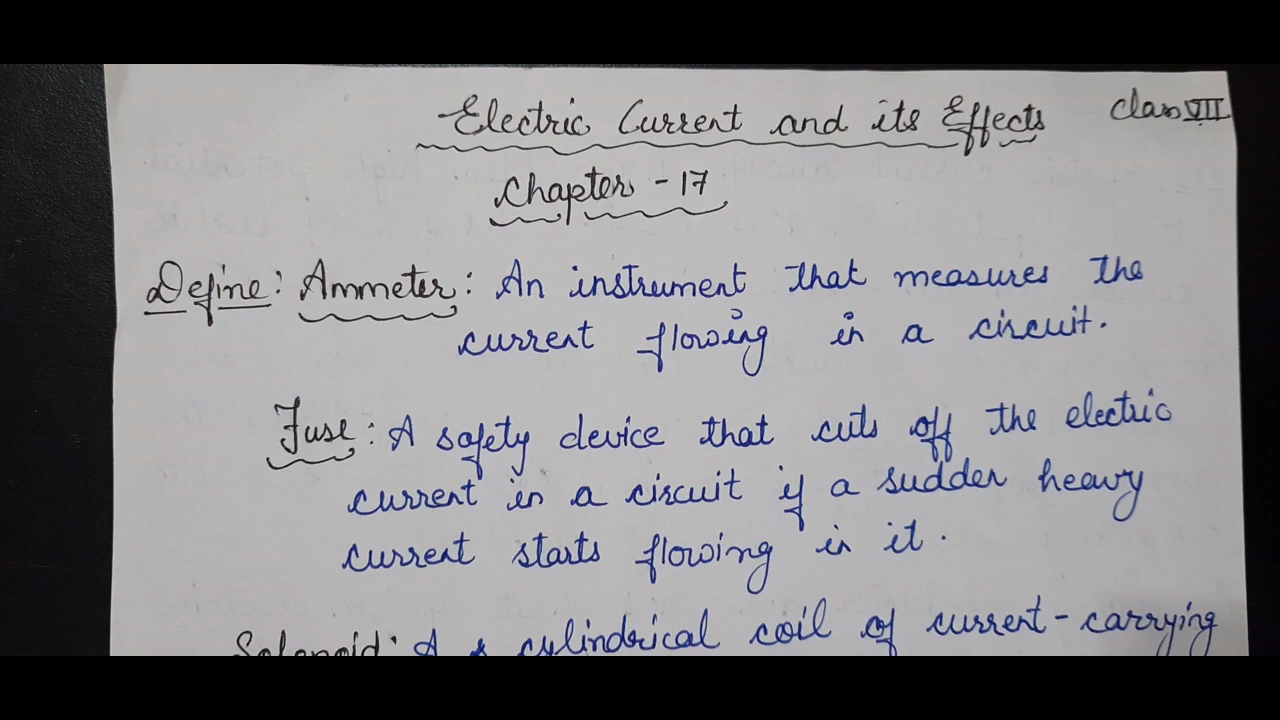 Electric Current and its Effects Class VII
Chapter - 17
Define: Ammeter: An instrument that measures the
current flowing in a circuit.
Fuse: A safety device that cuts off the electric
current in a circuit if a sudden heavy
current starts flowing in it.
Solenoid: A cylindrical coil of current-carrying